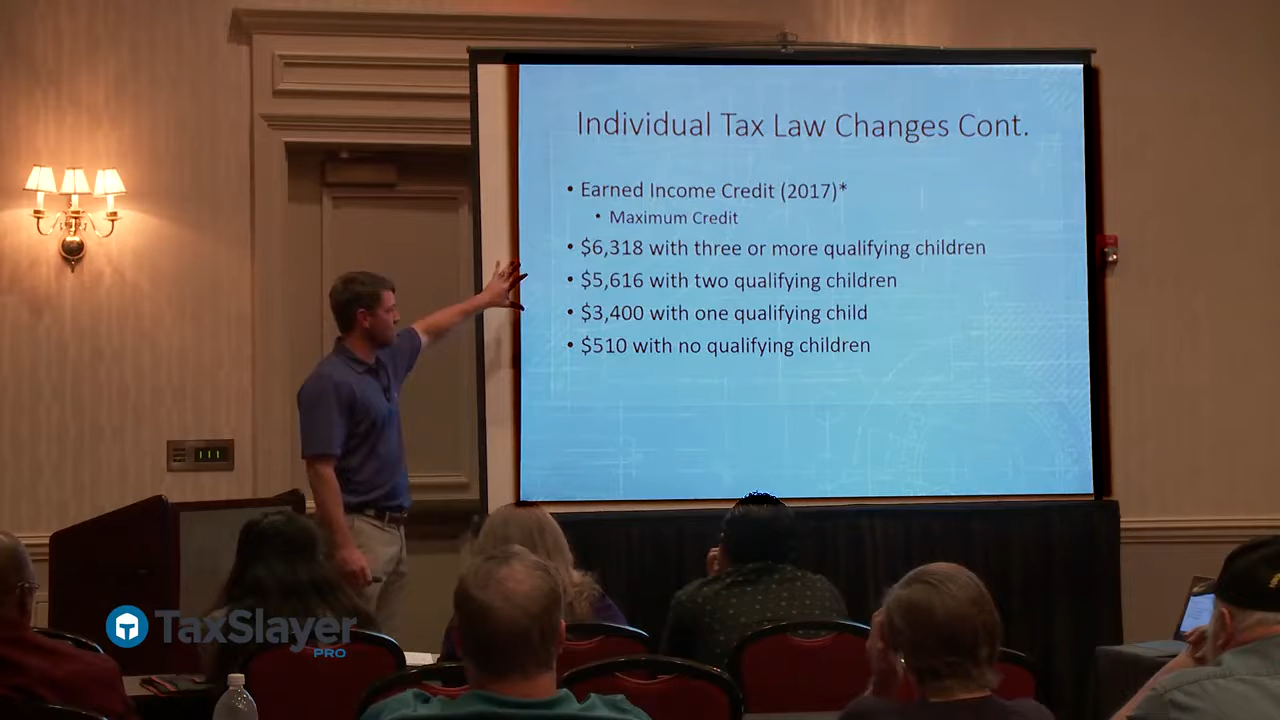 Individual Tax Law Changes Cont.
• Earned Income Credit (2017)*
• Maximum Credit
• $6,318 with three or more qualifying children
• $5,616 with two qualifying children
• $3,400 with one qualifying child
• $510 with no qualifying children
TaxSlayer
PRO